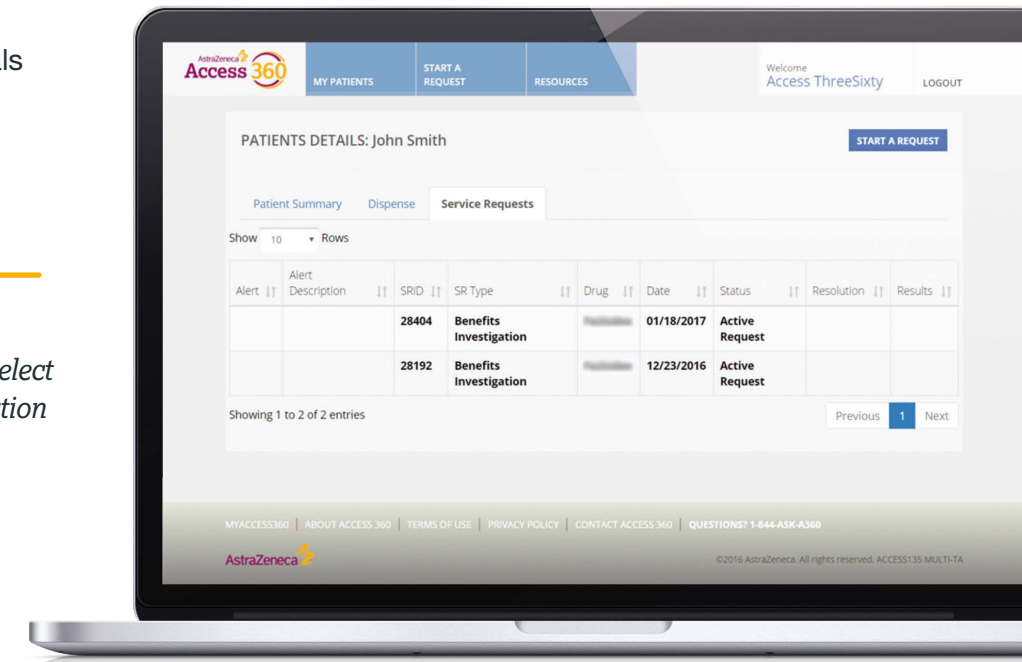 als
elect
tion
AstraZeneca
Access 360
MY PATIENTS
START A
REQUEST
RESOURCES
Welcome
Access ThreeSixty
LOGOUT
PATIENTS DETAILS: John Smith
START A REQUEST
Patient Summary Dispense Service Requests
Show 10 Rows
Alert Alert Description SRID SR Type Drug Date Status Resolution Results
28404 Benefits Investigation 01/18/2017 Active Request
28192 Benefits Investigation 12/23/2016 Active Request
Showing 1 to 2 of 2 entries
Previous 1 Next
MYACCESS360 | ABOUT ACCESS 360 | TERMS OF USE | PRIVACY POLICY | CONTACT ACCESS 360 | QUESTIONS? 1-844-ASK-A360
AstraZeneca
©2016 AstraZeneca. All rights reserved. ACCESS135 MULTI-TA